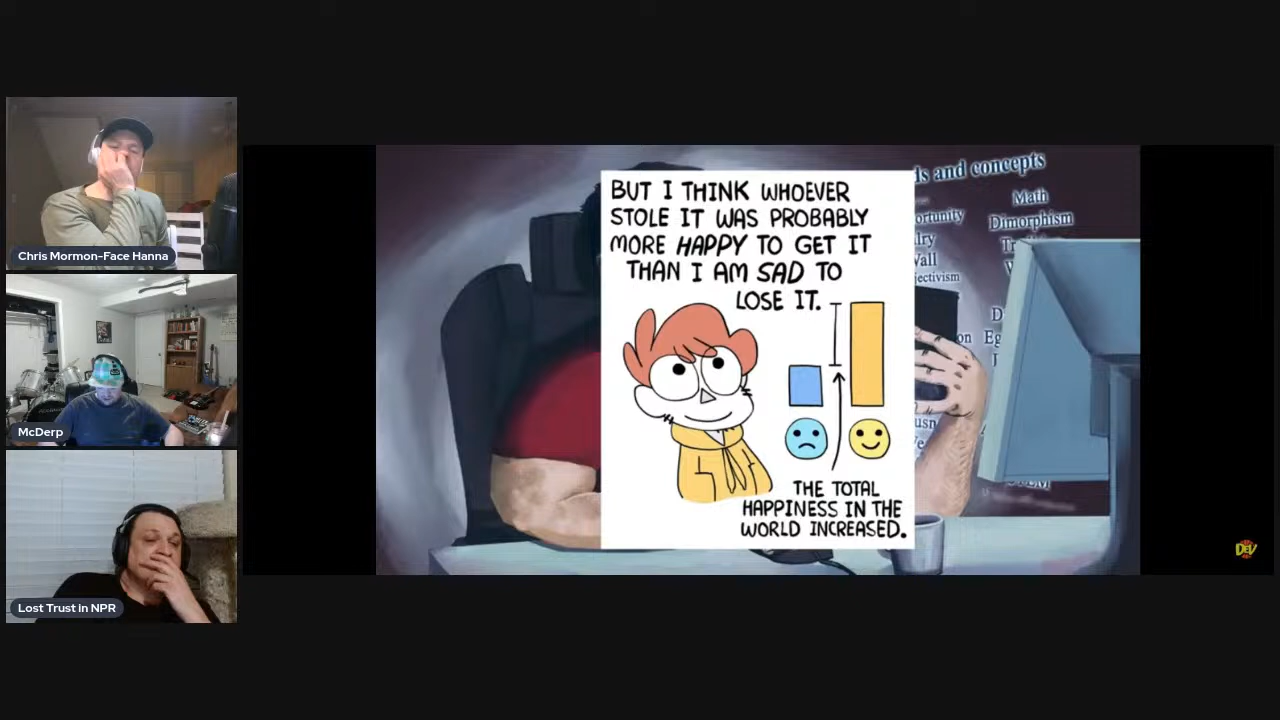 Chris Mormon-Face Hanna
McDerp
Lost Trust in NPR
BUT I THINK WHOEVER
STOLE IT WAS PROBABLY
MORE HAPPY TO GET IT
THAN I AM SAD TO
LOSE IT.
THE TOTAL
HAPPINESS IN THE
WORLD INCREASED.
ds and concepts
Math
Dimorphism
DEV